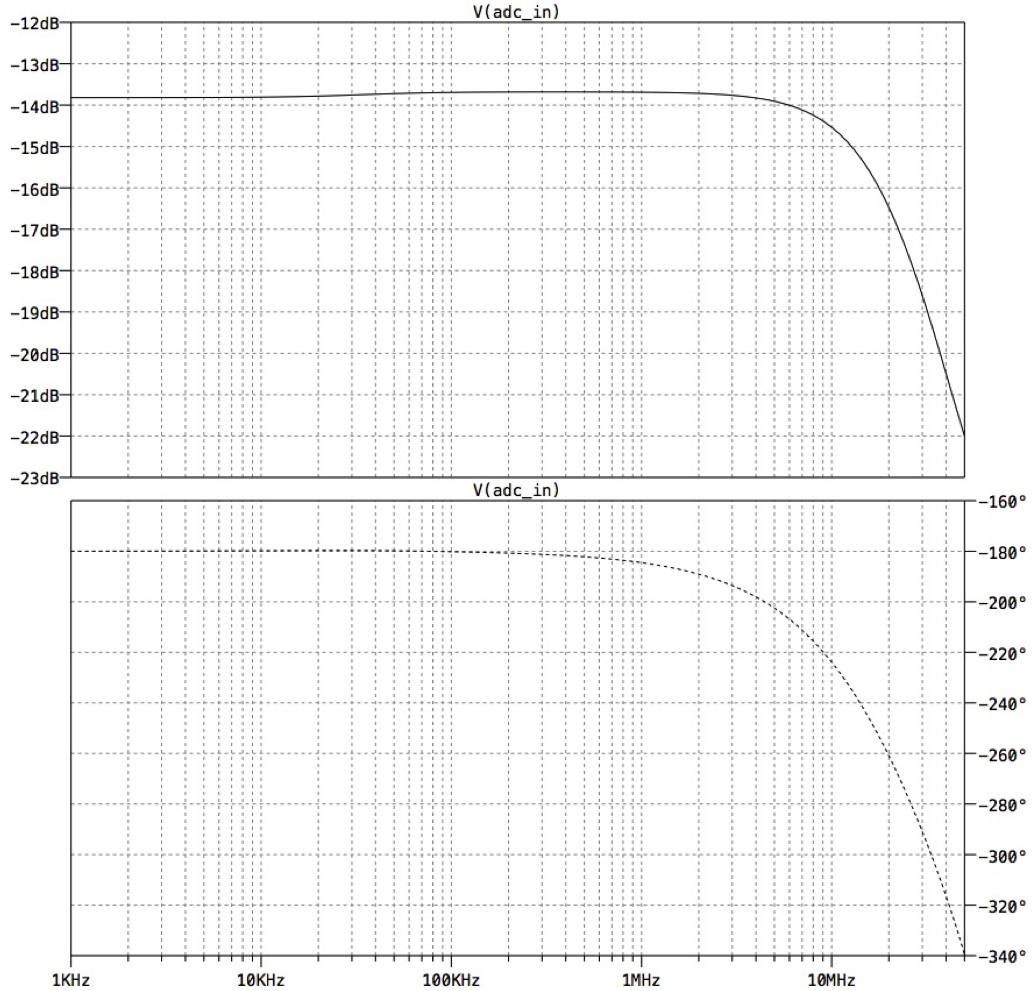 V(adc_in)
-12dB
-13dB
-14dB
-15dB
-16dB
-17dB
-18dB
-19dB
-20dB
-21dB
-22dB
-23dB
V(adc_in)
-160°
-180°
-200°
-220°
-240°
-260°
-280°
-300°
-320°
-340°
1KHz 10KHz 100KHz 1MHz 10MHz